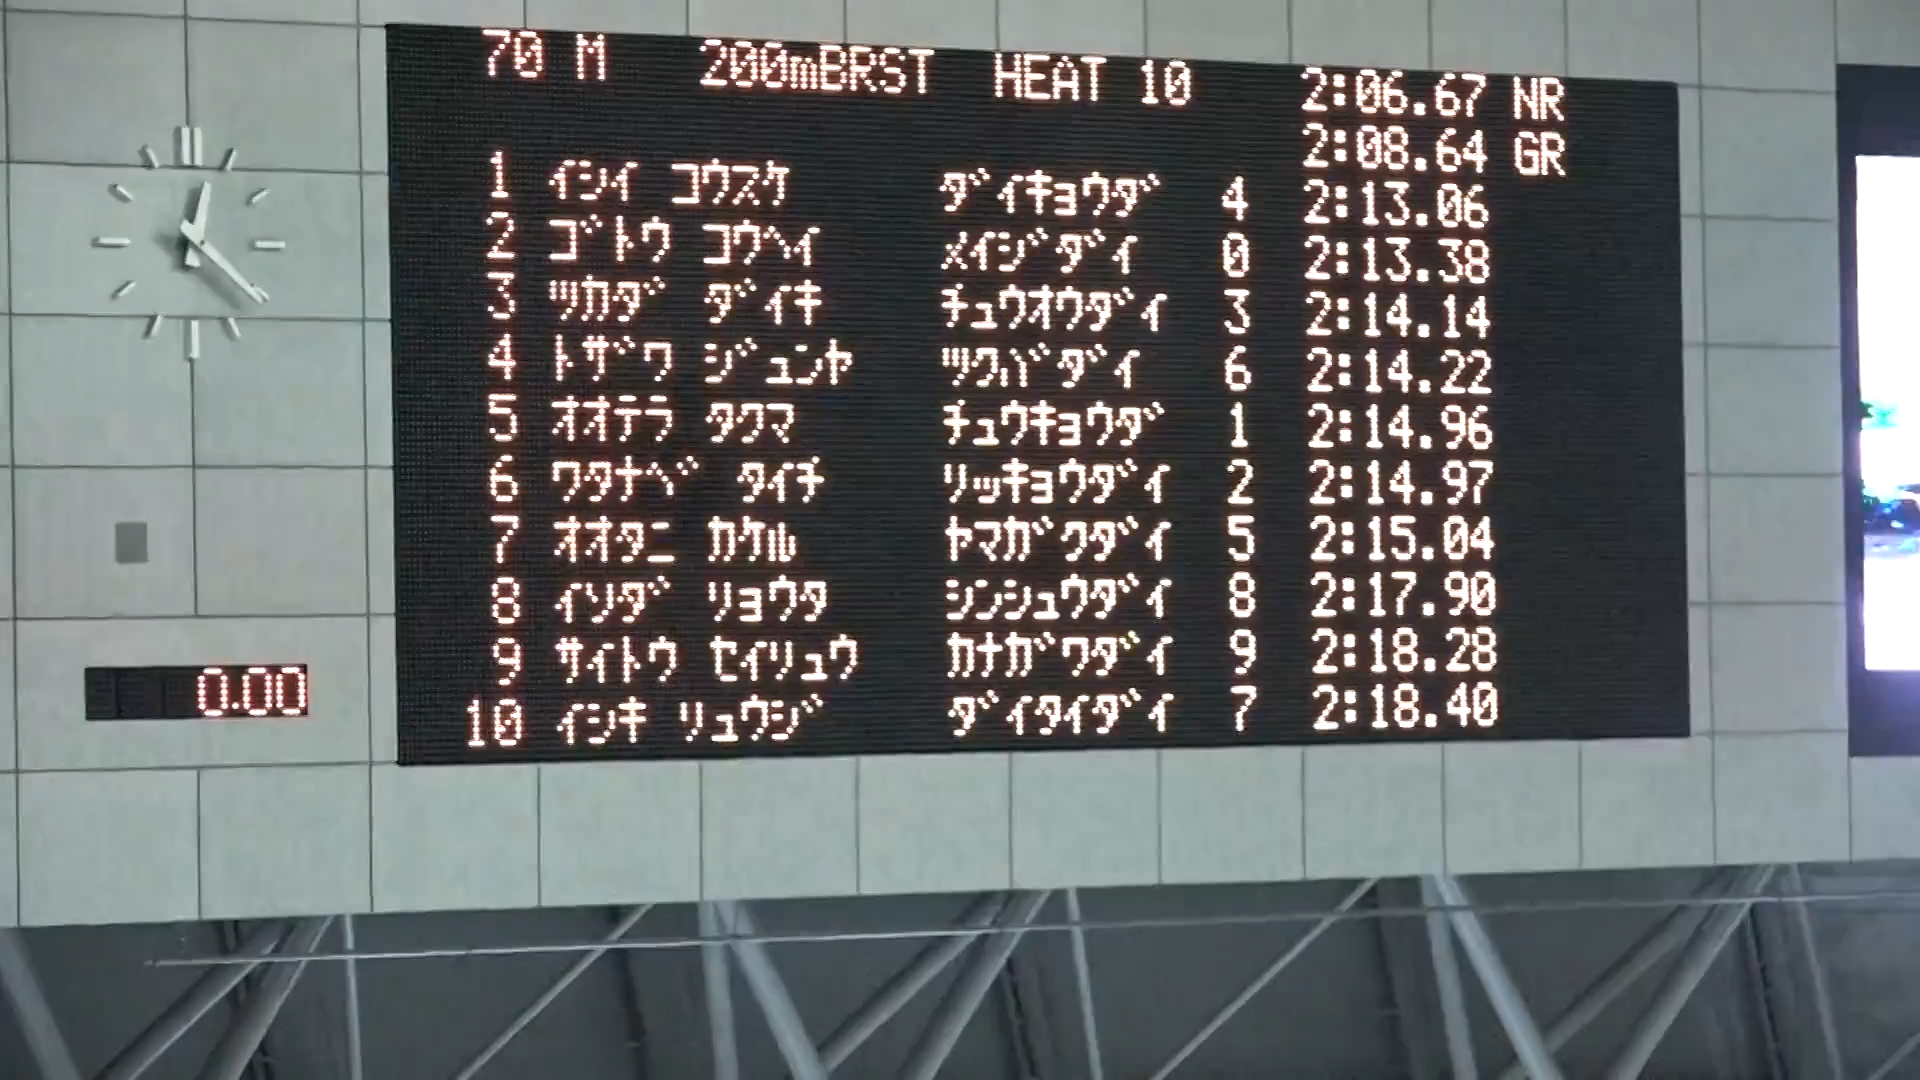 70 M 200mBRST HEAT 10 2:06.67 NR
2:08.64 GR
1 イシイ コウスケ ダイキョウダ 4 2:13.06
2 ゴトウ コウヘイ メイジダイ 0 2:13.38
3 ツカダ ダイキ チュウオウダイ 3 2:14.14
4 トザワ ジュンヤ ツクバダイ 6 2:14.22
5 オオテラ タクマ チュウキョウダ 1 2:14.96
6 ワタナベ タイチ リッキョウダイ 2 2:14.97
7 オオタニ カケル ヤマガクダイ 5 2:15.04
8 イソダ リョウタ シンシュウダイ 8 2:17.90
9 サイトウ セイリュウ カナガワダイ 9 2:18.28
10 イシキ リュウジ ダイタイダイ 7 2:18.40
0.00